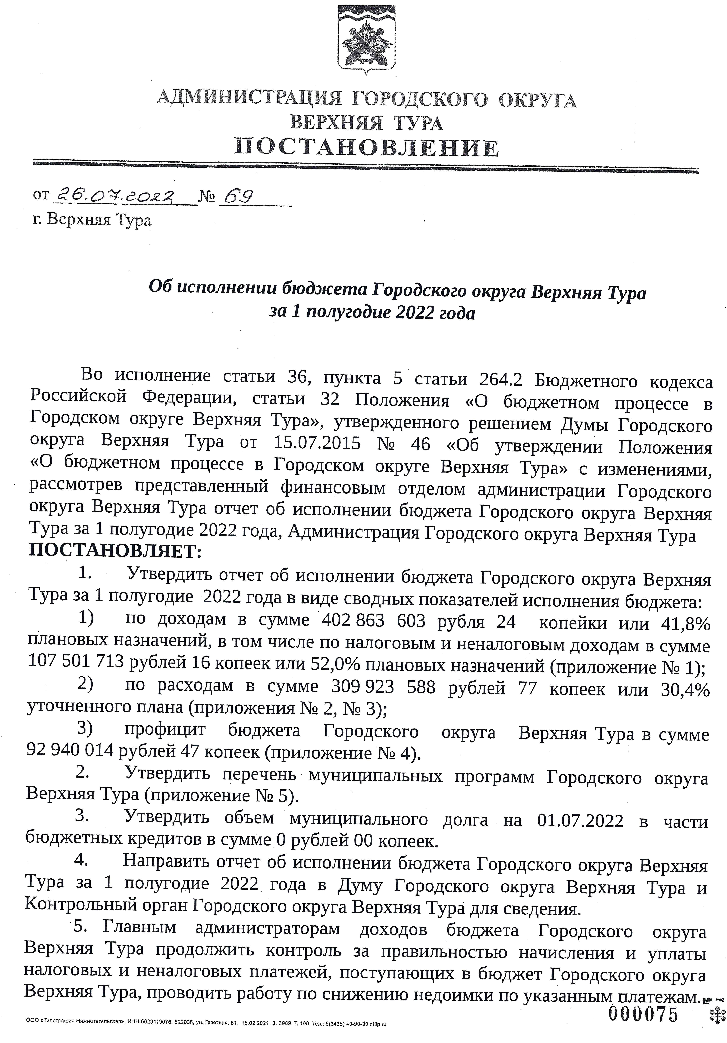 АДМИНИСТРАЦИЯ ГОРОДСКОГО ОКРУГА
ВЕРХНЯЯ ТУРА
ПОСТАНОВЛЕНИЕ
от 26.07.2022 № 69
г. Верхняя Тура
Об исполнении бюджета Городского округа Верхняя Тура
за 1 полугодие 2022 года
Во исполнение статьи 36, пункта 5 статьи 264.2 Бюджетного кодекса
Российской Федерации, статьи 32 Положения «О бюджетном процессе в
Городском округе Верхняя Тура», утвержденного решением Думы Городского
округа Верхняя Тура от 15.07.2015 № 46 «Об утверждении Положения
«О бюджетном процессе в Городском округе Верхняя Тура» с изменениями,
рассмотрев представленный финансовым отделом администрации Городского
округа Верхняя Тура отчет об исполнении бюджета Городского округа Верхняя
Тура за 1 полугодие 2022 года, Администрация Городского округа Верхняя Тура
ПОСТАНОВЛЯЕТ:
1. Утвердить отчет об исполнении бюджета Городского округа Верхняя
Тура за 1 полугодие 2022 года в виде сводных показателей исполнения бюджета:
1) по доходам в сумме 402 863 603 рубля 24 копейки или 41,8%
плановых назначений, в том числе по налоговым и неналоговым доходам в сумме
107 501 713 рублей 16 копеек или 52,0% плановых назначений (приложение № 1);
2) по расходам в сумме 309 923 588 рублей 77 копеек или 30,4%
уточненного плана (приложения № 2, № 3);
3) профицит бюджета Городского округа Верхняя Тура в сумме
92 940 014 рублей 47 копеек (приложение № 4).
2. Утвердить перечень муниципальных программ Городского округа
Верхняя Тура (приложение № 5).
3. Утвердить объем муниципального долга на 01.07.2022 в части
бюджетных кредитов в сумме 0 рублей 00 копеек.
4. Направить отчет об исполнении бюджета Городского округа Верхняя
Тура за 1 полугодие 2022 года в Думу Городского округа Верхняя Тура и
Контрольный орган Городского округа Верхняя Тура для сведения.
5. Главным администраторам доходов бюджета Городского округа
Верхняя Тура продолжить контроль за правильностью начисления и уплаты
налоговых и неналоговых платежей, поступающих в бюджет Городского округа
Верхняя Тура, проводить работу по снижению недоимки по указанным платежам.
000075